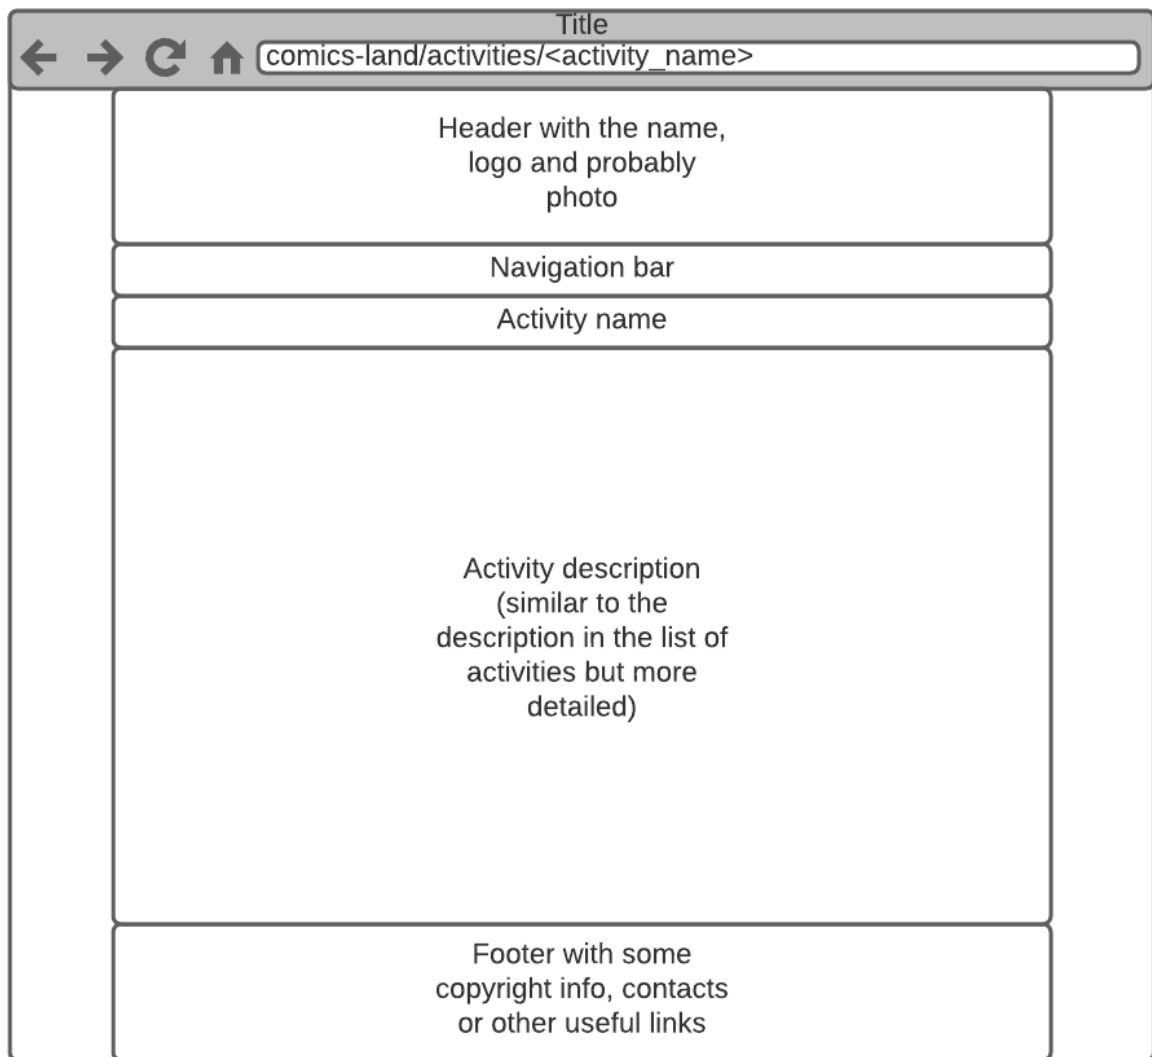 Title
comics-land/activities/<activity_name>
Header with the name,
logo and probably
photo
Navigation bar
Activity name
Activity description
(similar to the
description in the list of
activities but more
detailed)
Footer with some
copyright info, contacts
or other useful links